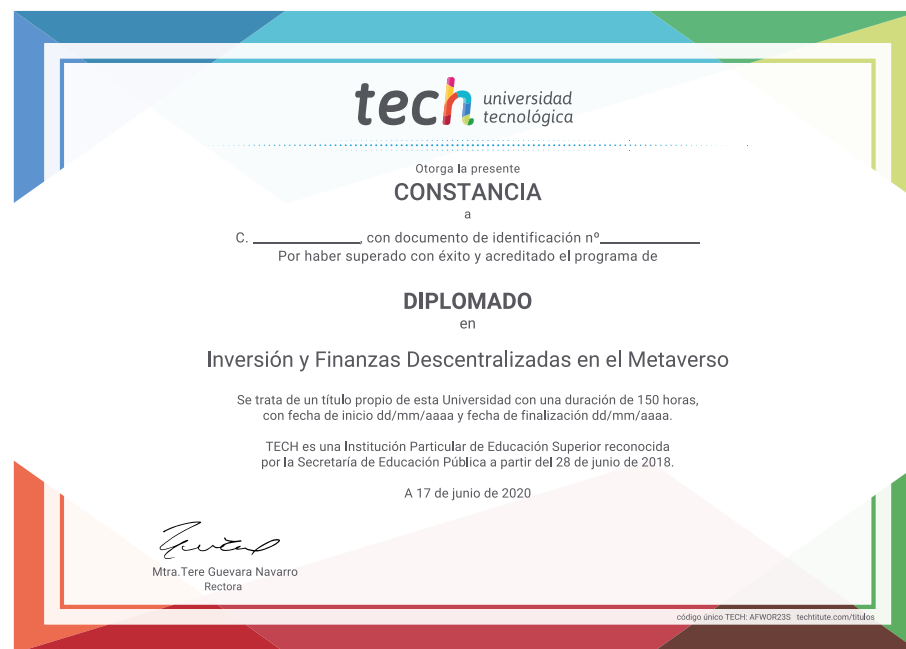 tech universidad
tecnológica
Otorga la presente
CONSTANCIA
a
C. ____________, con documento de identificación nº____________
Por haber superado con éxito y acreditado el programa de
DIPLOMADO
en
Inversión y Finanzas Descentralizadas en el Metaverso
Se trata de un título propio de esta Universidad con una duración de 150 horas,
con fecha de inicio dd/mm/aaaa y fecha de finalización dd/mm/aaaa.
TECH es una Institución Particular de Educación Superior reconocida
por la Secretaría de Educación Pública a partir del 28 de junio de 2018.
A 17 de junio de 2020
Mtra.Tere Guevara Navarro
Rectora
código único TECH: AFWOR23S techtitute.com/titulos